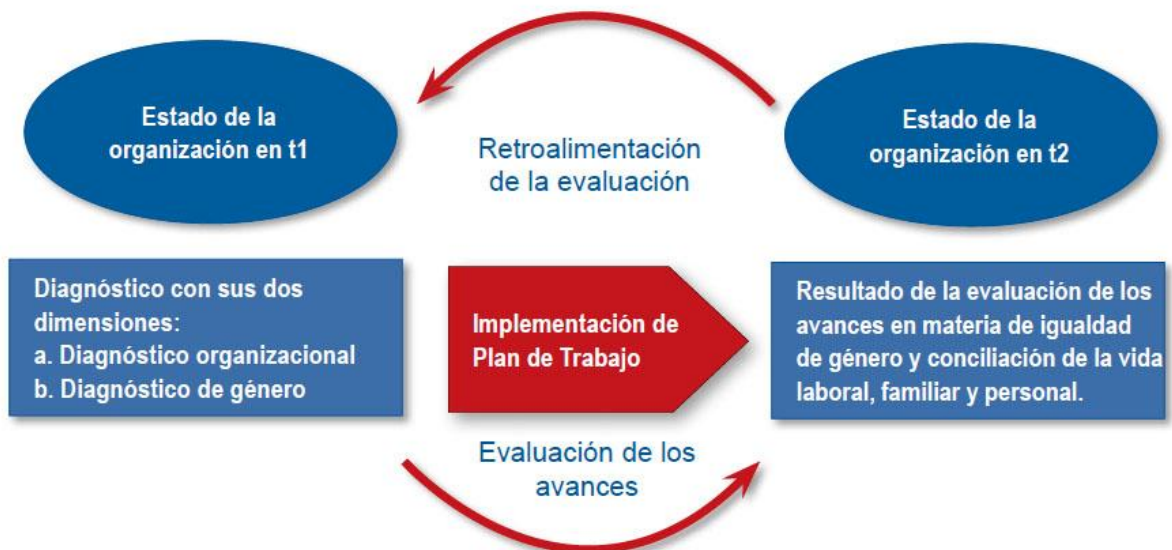 Estado de la
organización en t1
Retroalimentación
de la evaluación
Estado de la
organización en t2
Diagnóstico con sus dos
dimensiones:
a. Diagnóstico organizacional
b. Diagnóstico de género
Implementación de
Plan de Trabajo
Resultado de la evaluación de los
avances en materia de igualdad
de género y conciliación de la vida
laboral, familiar y personal.
Evaluación de los
avances